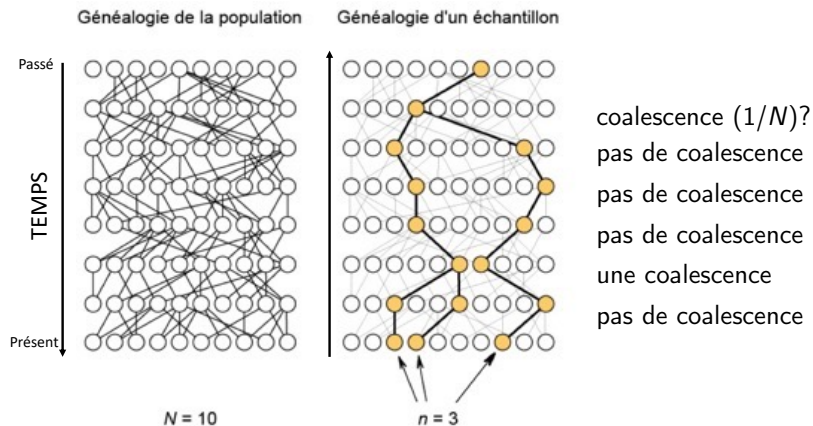 Généalogie de la population
Généalogie d'un échantillon
Passé
TEMPS
Présent
N = 10
n = 3
coalescence (1/N)?
pas de coalescence
pas de coalescence
pas de coalescence
une coalescence
pas de coalescence